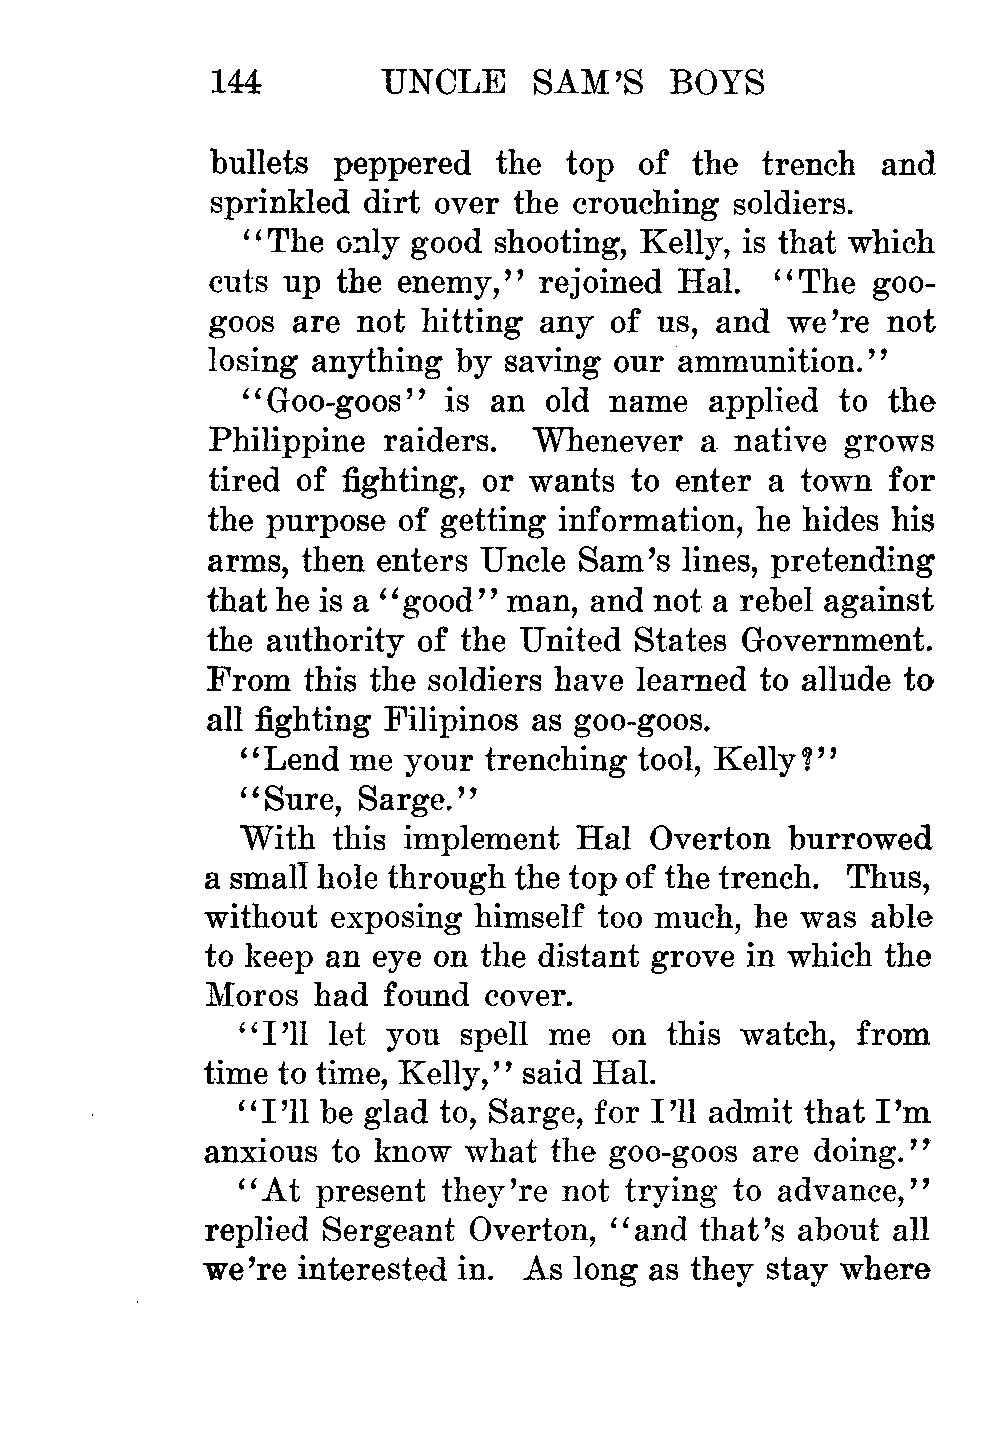 144 UNCLE SAM'S BOYS
bullets peppered the top of the trench and
sprinkled dirt over the crouching soldiers.
"The only good shooting, Kelly, is that which
cuts up the enemy," rejoined Hal. "The goo-
goos are not hitting any of us, and we're not
losing anything by saving our ammunition."
"Goo-goos" is an old name applied to the
Philippine raiders. Whenever a native grows
tired of fighting, or wants to enter a town for
the purpose of getting information, he hides his
arms, then enters Uncle Sam's lines, pretending
that he is a "good" man, and not a rebel against
the authority of the United States Government.
From this the soldiers have learned to allude to
all fighting Filipinos as goo-goos.
"Lend me your trenching tool, Kelly?"
"Sure, Sarge."
With this implement Hal Overton burrowed
a small hole through the top of the trench. Thus,
without exposing himself too much, he was able
to keep an eye on the distant grove in which the
Moros had found cover.
"I'll let you spell me on this watch, from
time to time, Kelly," said Hal.
"I'll be glad to, Sarge, for I'll admit that I'm
anxious to know what the goo-goos are doing."
"At present they're not trying to advance,"
replied Sergeant Overton, "and that's about all
we're interested in. As long as they stay where